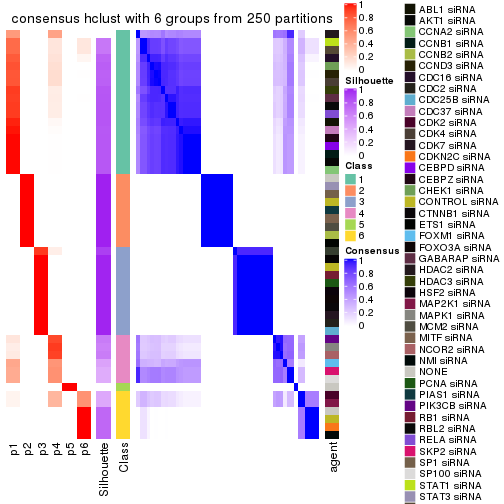 consensus hclust with 6 groups from 250 partitions
1
0.8
0.6
0.4
0.2
0
Silhouette
1
0.8
0.6
0.4
0.2
0
Class
1
2
3
4
5
6
Consensus
1
0.8
0.6
0.4
0.2
0
p1
p2
p3
p4
p5
p6
Silhouette
Class
agent
ABL1 siRNA
AKT1 siRNA
CCNA2 siRNA
CCNB1 siRNA
CCNB2 siRNA
CCND3 siRNA
CDC16 siRNA
CDC2 siRNA
CDC25B siRNA
CDC37 siRNA
CDK2 siRNA
CDK4 siRNA
CDK7 siRNA
CDKN2C siRNA
CEBPD siRNA
CEBPZ siRNA
CHEK1 siRNA
CONTROL siRNA
CTNNB1 siRNA
ETS1 siRNA
FOXM1 siRNA
FOXO3A siRNA
GABARAP siRNA
HDAC2 siRNA
HDAC3 siRNA
HSF2 siRNA
MAP2K1 siRNA
MAPK1 siRNA
MCM2 siRNA
MITF siRNA
NCOR2 siRNA
NMI siRNA
NONE
PCNA siRNA
PIAS1 siRNA
PIK3CB siRNA
RB1 siRNA
RBL2 siRNA
RELA siRNA
SKP2 siRNA
SP1 siRNA
SP100 siRNA
STAT1 siRNA
STAT3 siRNA